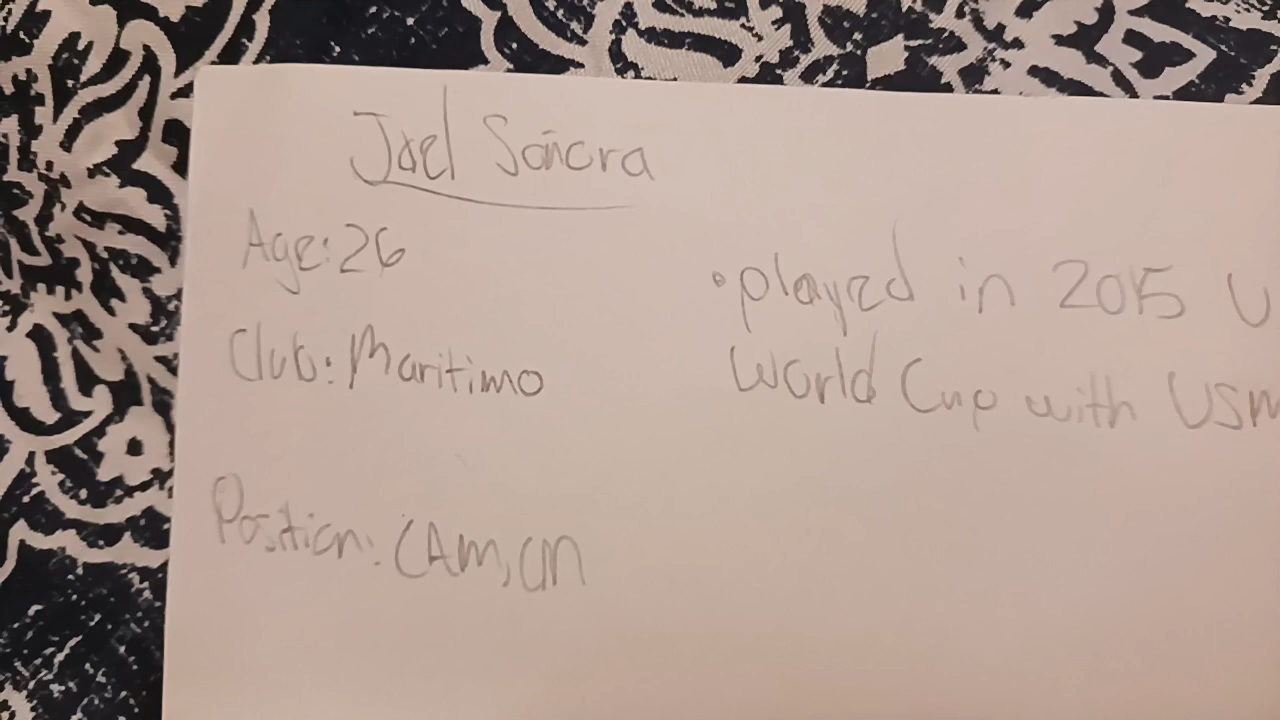 Joel Soñora
Age: 26
• played in 2015 U
Club: Maritimo
World Cup with USM
Position: CAM, CM